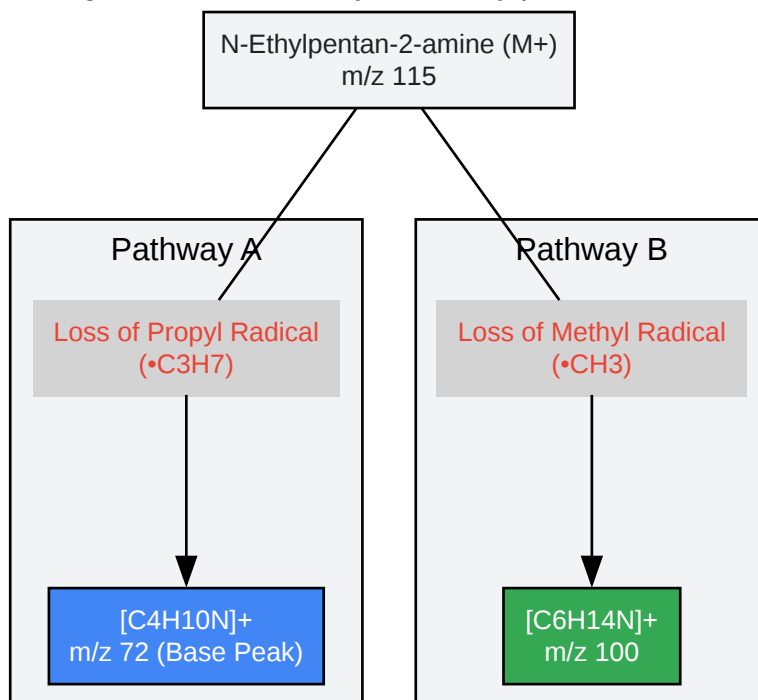 N-Ethylpentan-2-amine (M+)
m/z 115
Pathway A
Loss of Propyl Radical
(•C3H7)
[C4H10N]+
m/z 72 (Base Peak)
Pathway B
Loss of Methyl Radical
(•CH3)
[C6H14N]+
m/z 100